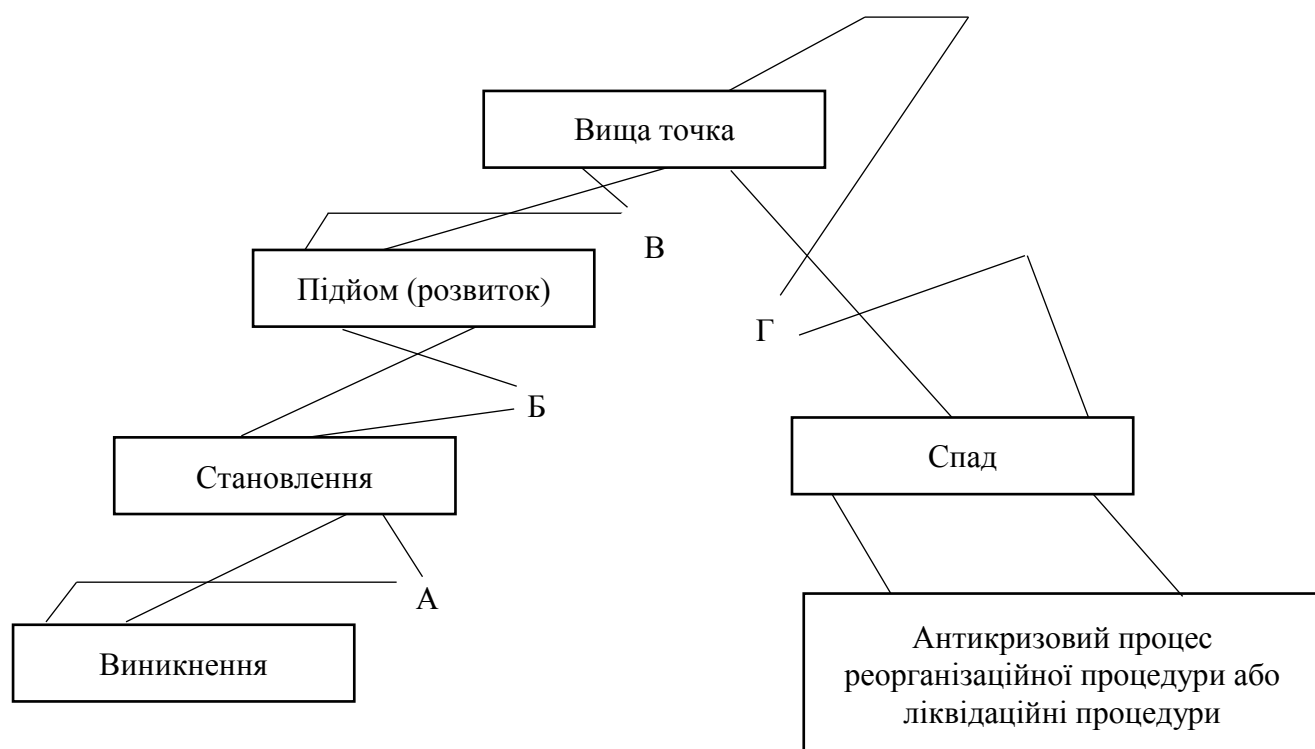 Вища точка
В
Підйом (розвиток)
Г
Б
Спад
Становлення
А
Виникнення
Антикризовий процес
реорганізаційної процедури або
ліквідаційні процедури